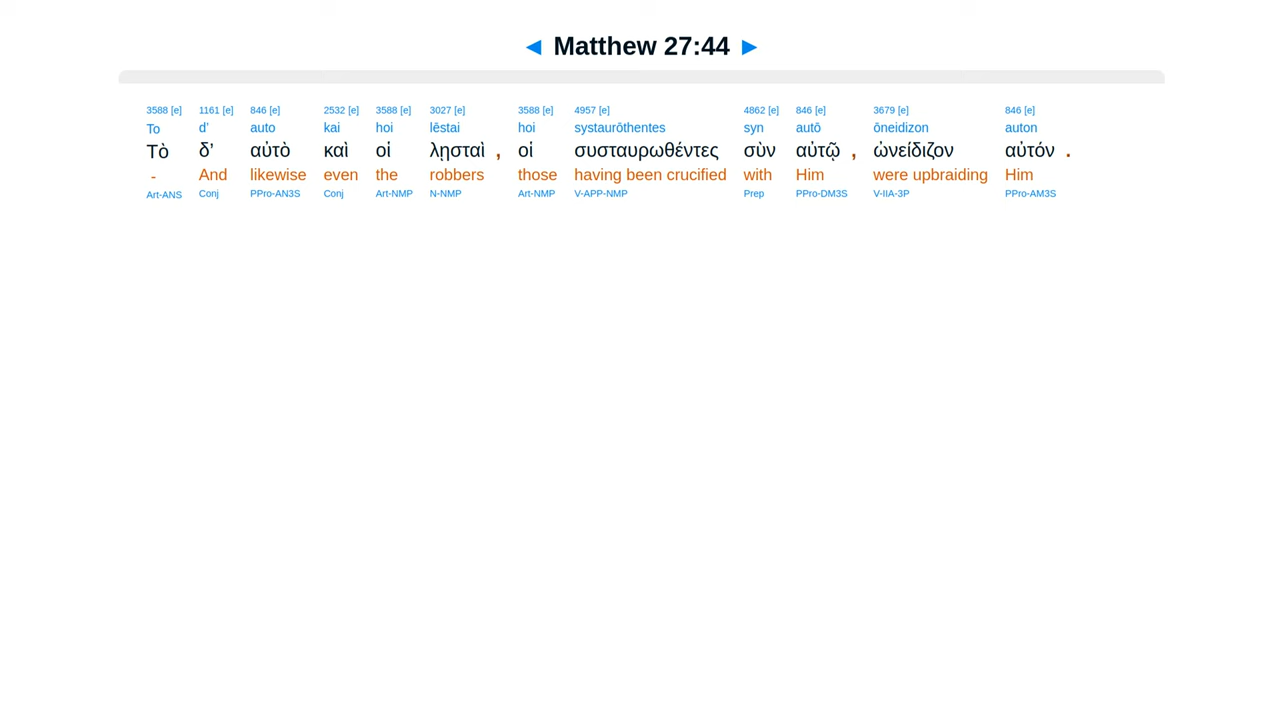 ◄ Matthew 27:44 ►
3588 [e] 1161 [e] 846 [e] 2532 [e] 3588 [e] 3027 [e] 3588 [e] 4957 [e] 4862 [e] 846 [e] 3679 [e] 846 [e]
To d’ auto kai hoi lēstai hoi systaurōthentes syn autō ōneidizon auton
Τὸ δ’ αὐτὸ καὶ οἱ λῃσταὶ , οἱ συσταυρωθέντες σὺν αὐτῷ , ὠνείδιζον αὐτόν .
- And likewise even the robbers those having been crucified with Him were upbraiding Him
Art-ANS Conj PPro-AN3S Conj Art-NMP N-NMP Art-NMP V-APP-NMP Prep PPro-DM3S V-IIA-3P PPro-AM3S